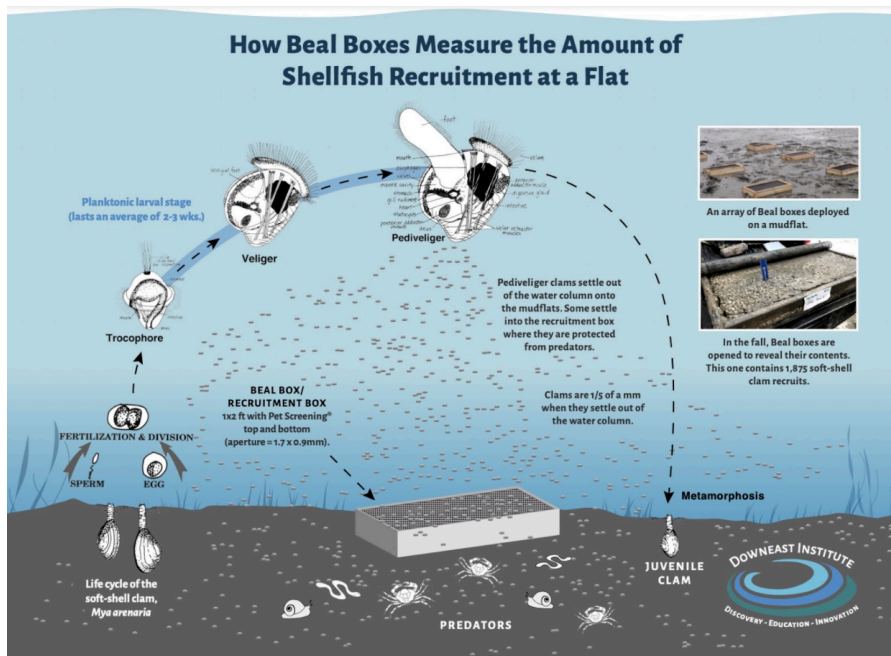 How Beal Boxes Measure the Amount of
Shellfish Recruitment at a Flat
Planktonic larval stage
(lasts an average of 2-3 wks.)
Veliger
foot
mouth
velum
Pediveliger
Trocophore
An array of Beal boxes deployed
on a mudflat.
Pediveliger clams settle out
of the water column onto
the mudflats. Some settle
into the recruitment box
where they are protected
from predators.
In the fall, Beal boxes are
opened to reveal their contents.
This one contains 1,875 soft-shell
clam recruits.
BEAL BOX/
RECRUITMENT BOX
1x2 ft with Pet Screening®
top and bottom
(aperture = 1.7 x 0.9mm).
Clams are 1/5 of a mm
when they settle out of
the water column.
FERTILIZATION & DIVISION
SPERM
EGG
Metamorphosis
JUVENILE
CLAM
Life cycle of the
soft-shell clam,
Mya arenaria
PREDATORS
DOWNEAST INSTITUTE
DISCOVERY - EDUCATION - INNOVATION